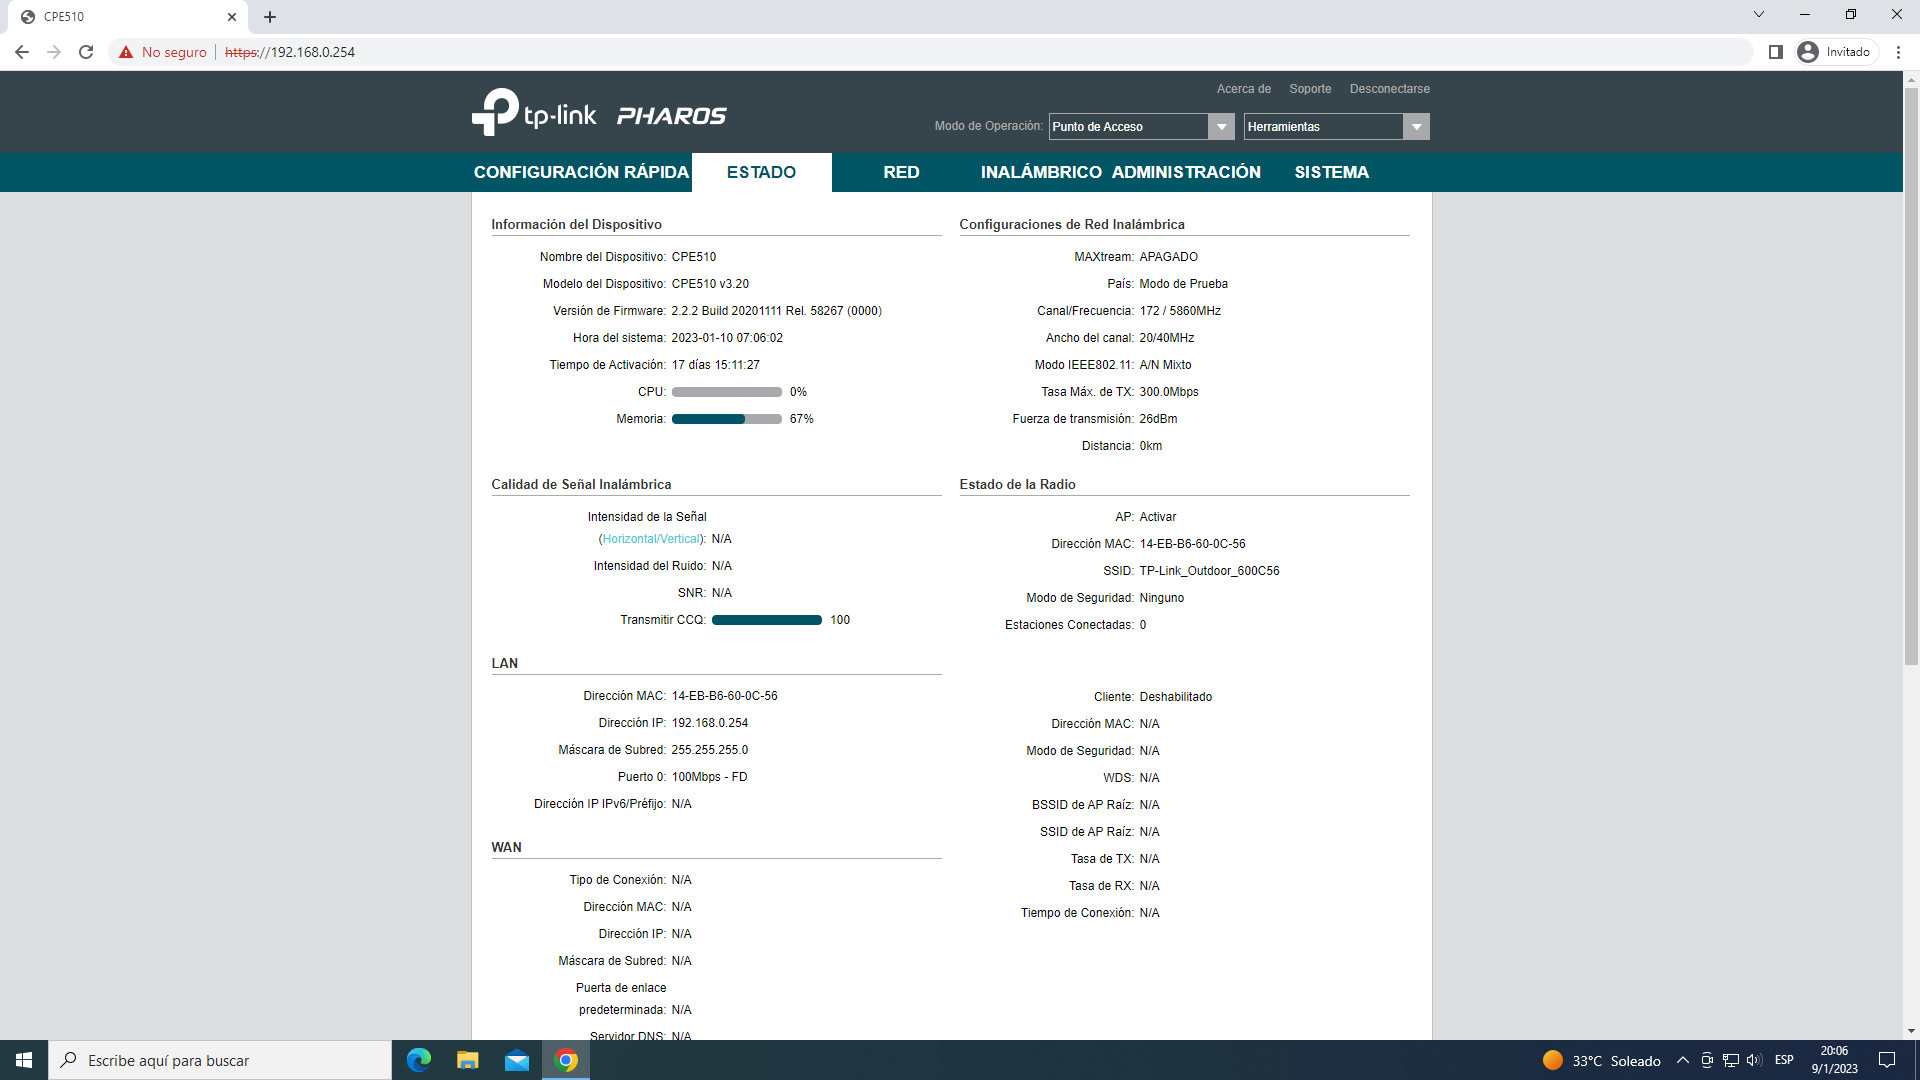 CPE510
No seguro
https://192.168.0.254
Invitado
Acerca de Soporte Desconectarse
tp-link PHAROS
Modo de Operación: Punto de Acceso Herramientas
CONFIGURACIÓN RÁPIDA ESTADO RED INALÁMBRICO ADMINISTRACIÓN SISTEMA
Información del Dispositivo
Nombre del Dispositivo: CPE510
Modelo del Dispositivo: CPE510 v3.20
Versión de Firmware: 2.2.2 Build 20201111 Rel. 58267 (0000)
Hora del sistema: 2023-01-10 07:06:02
Tiempo de Activación: 17 días 15:11:27
CPU: 0%
Memoria: 67%
Configuraciones de Red Inalámbrica
MAXtream: APAGADO
País: Modo de Prueba
Canal/Frecuencia: 172 / 5860MHz
Ancho del canal: 20/40MHz
Modo IEEE802.11: A/N Mixto
Tasa Máx. de TX: 300.0Mbps
Fuerza de transmisión: 26dBm
Distancia: 0km
Calidad de Señal Inalámbrica
Intensidad de la Señal
(Horizontal/Vertical): N/A
Intensidad del Ruido: N/A
SNR: N/A
Transmitir CCQ: 100
Estado de la Radio
AP: Activar
Dirección MAC: 14-EB-B6-60-0C-56
SSID: TP-Link_Outdoor_600C56
Modo de Seguridad: Ninguno
Estaciones Conectadas: 0
LAN
Dirección MAC: 14-EB-B6-60-0C-56
Dirección IP: 192.168.0.254
Máscara de Subred: 255.255.255.0
Puerto 0: 100Mbps - FD
Dirección IP IPv6/Préfijo: N/A
Cliente: Deshabilitado
Dirección MAC: N/A
Modo de Seguridad: N/A
WDS: N/A
BSSID de AP Raíz: N/A
SSID de AP Raíz: N/A
Tasa de TX: N/A
Tasa de RX: N/A
Tiempo de Conexión: N/A
WAN
Tipo de Conexión: N/A
Dirección MAC: N/A
Dirección IP: N/A
Máscara de Subred: N/A
Puerta de enlace
predeterminada: N/A
Servidor DNS: N/A
Escribe aquí para buscar
33°C Soleado
ESP
20:06
9/1/2023